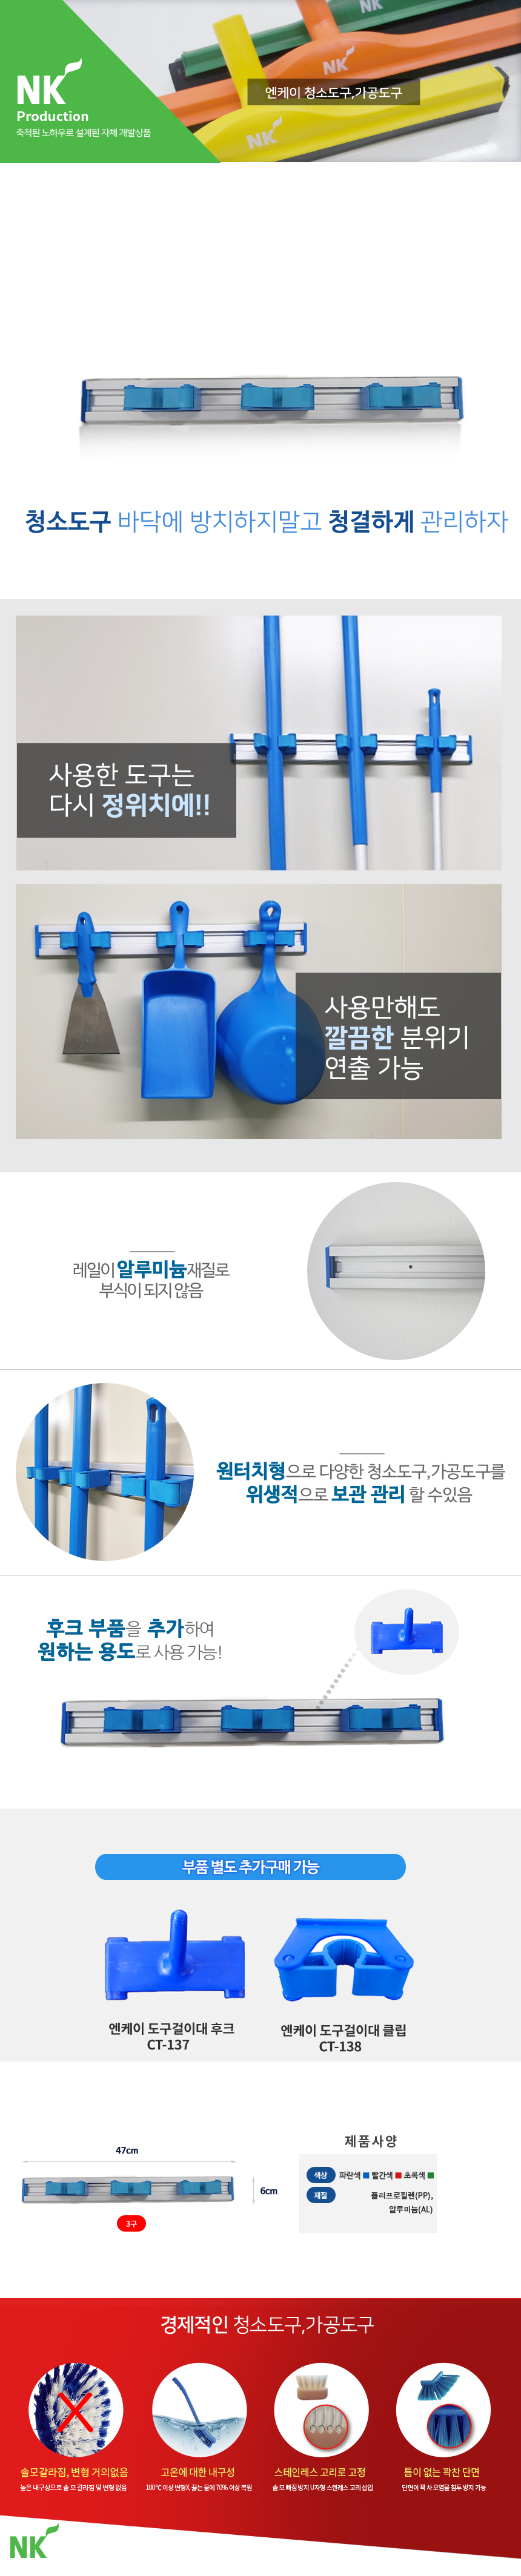 NK
Production
축적된 노하우로 설계된 자체 개발상품
엔케이 청소도구,가공도구
NK
NK
청소도구 바닥에 방치하지말고 청결하게 관리하자
사용한 도구는
다시 정위치에!!
사용만해도
깔끔한 분위기
연출 가능
레일이 알루미늄재질로
부식이 되지 않음
원터치형으로 다양한 청소도구,가공도구를
위생적으로 보관 관리 할 수있음
후크 부품을 추가하여
원하는 용도로 사용 가능!
부품 별도 추가구매 가능
엔케이 도구걸이대 후크
CT-137
엔케이 도구걸이대 클립
CT-138
47cm
6cm
3구
제품사양
색상 파란색 빨간색 초록색
재질 폴리프로필렌(PP),
알루미늄(AL)
경제적인 청소도구,가공도구
솔모갈라짐, 변형 거의없음
높은 내구성으로 솔 모 갈라짐 및 변형 없음
고온에 대한 내구성
100℃ 이상 변형X, 끓는 물에 70% 이상 복원
스테인레스 고리로 고정
솔 모 빠짐 방지 U자형 스텐레스 고리 삽입
틈이 없는 꽉찬 단면
단면이 꽉 차 오염물 침투 방지 가능
NK